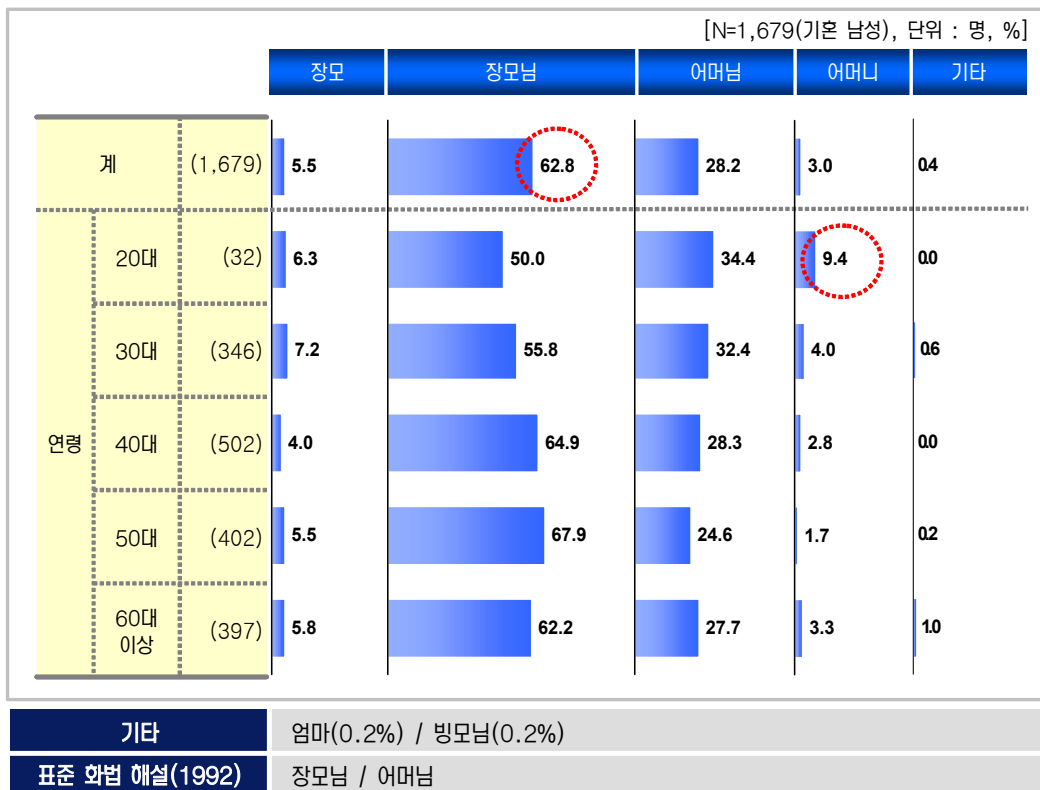 [N=1,679(기혼 남성), 단위 : 명, %]
장모 장모님 어머님 어머니 기타
계 (1,679) 5.5 62.8 28.2 3.0 0.4
20대 (32) 6.3 50.0 34.4 9.4 0.0
30대 (346) 7.2 55.8 32.4 4.0 0.6
연령 40대 (502) 4.0 64.9 28.3 2.8 0.0
50대 (402) 5.5 67.9 24.6 1.7 0.2
60대
이상 (397) 5.8 62.2 27.7 3.3 1.0
기타 엄마(0.2%) / 빙모님(0.2%)
표준 화법 해설(1992) 장모님 / 어머님